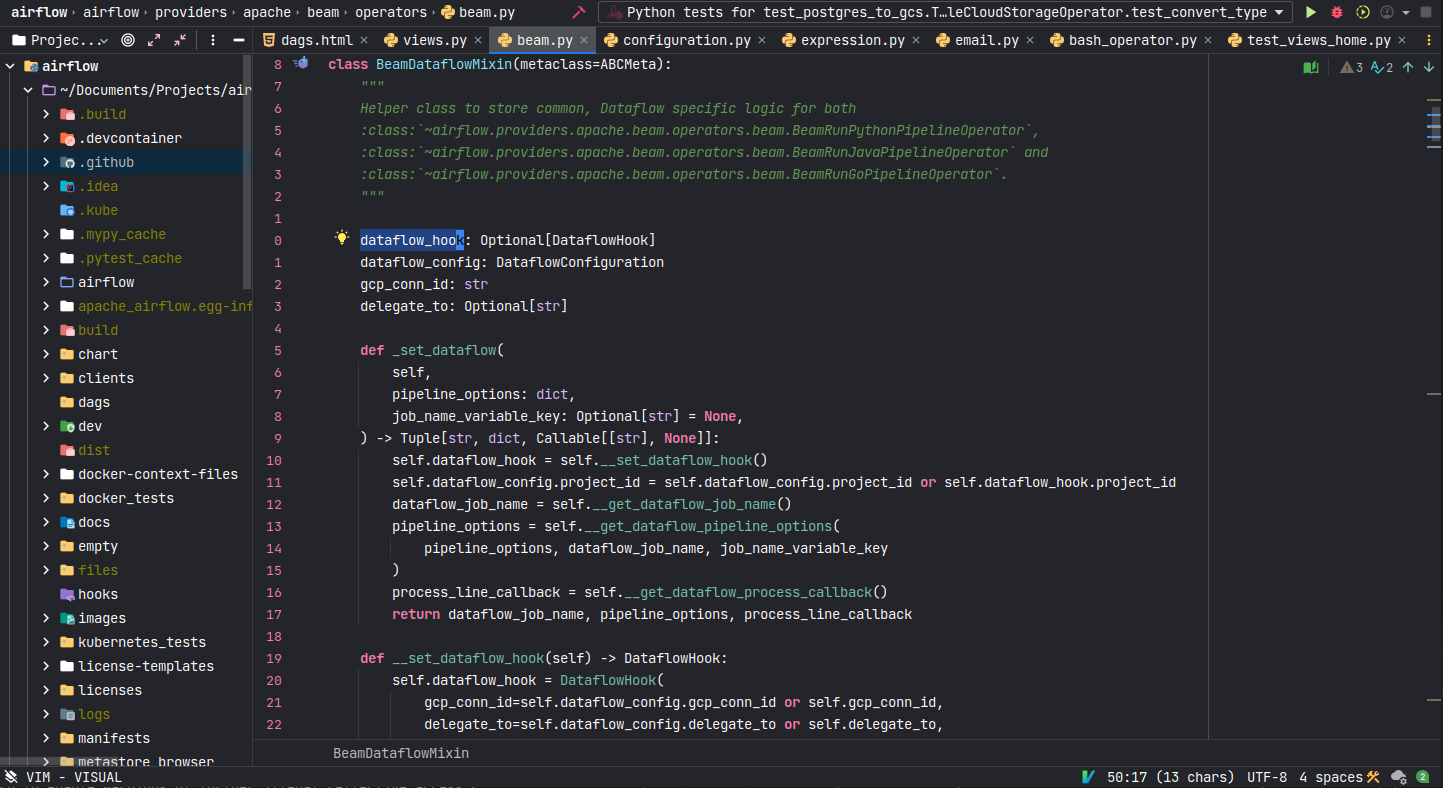 airflow › airflow › providers › apache › beam › operators › beam.py
Python tests for test_postgres_to_gcs.T...leCloudStorageOperator.test_convert_type
Projec...
dags.html
views.py
beam.py
configuration.py
expression.py
email.py
bash_operator.py
test_views_home.py
airflow
~/Documents/Projects/air
.build
.devcontainer
.github
.idea
.kube
.mypy_cache
.pytest_cache
airflow
apache_airflow.egg-inf
build
chart
clients
dags
dev
dist
docker-context-files
docker_tests
docs
empty
files
hooks
images
kubernetes_tests
license-templates
licenses
logs
manifests
metastore_browser
3 2
8 class BeamDataflowMixin(metaclass=ABCMeta):
7 """
6 Helper class to store common, Dataflow specific logic for both
5 :class:`~airflow.providers.apache.beam.operators.beam.BeamRunPythonPipelineOperator`,
4 :class:`~airflow.providers.apache.beam.operators.beam.BeamRunJavaPipelineOperator` and
3 :class:`~airflow.providers.apache.beam.operators.beam.BeamRunGoPipelineOperator`.
2 """
1
0 dataflow_hook: Optional[DataflowHook]
1 dataflow_config: DataflowConfiguration
2 gcp_conn_id: str
3 delegate_to: Optional[str]
4
5 def _set_dataflow(
6 self,
7 pipeline_options: dict,
8 job_name_variable_key: Optional[str] = None,
9 ) -> Tuple[str, dict, Callable[[str], None]]:
10 self.dataflow_hook = self.__set_dataflow_hook()
11 self.dataflow_config.project_id = self.dataflow_config.project_id or self.dataflow_hook.project_id
12 dataflow_job_name = self.__get_dataflow_job_name()
13 pipeline_options = self.__get_dataflow_pipeline_options(
14 pipeline_options, dataflow_job_name, job_name_variable_key
15 )
16 process_line_callback = self.__get_dataflow_process_callback()
17 return dataflow_job_name, pipeline_options, process_line_callback
18
19 def __set_dataflow_hook(self) -> DataflowHook:
20 self.dataflow_hook = DataflowHook(
21 gcp_conn_id=self.dataflow_config.gcp_conn_id or self.gcp_conn_id,
22 delegate_to=self.dataflow_config.delegate_to or self.delegate_to,
BeamDataflowMixin
VIM - VISUAL
50:17 (13 chars) UTF-8 4 spaces 2